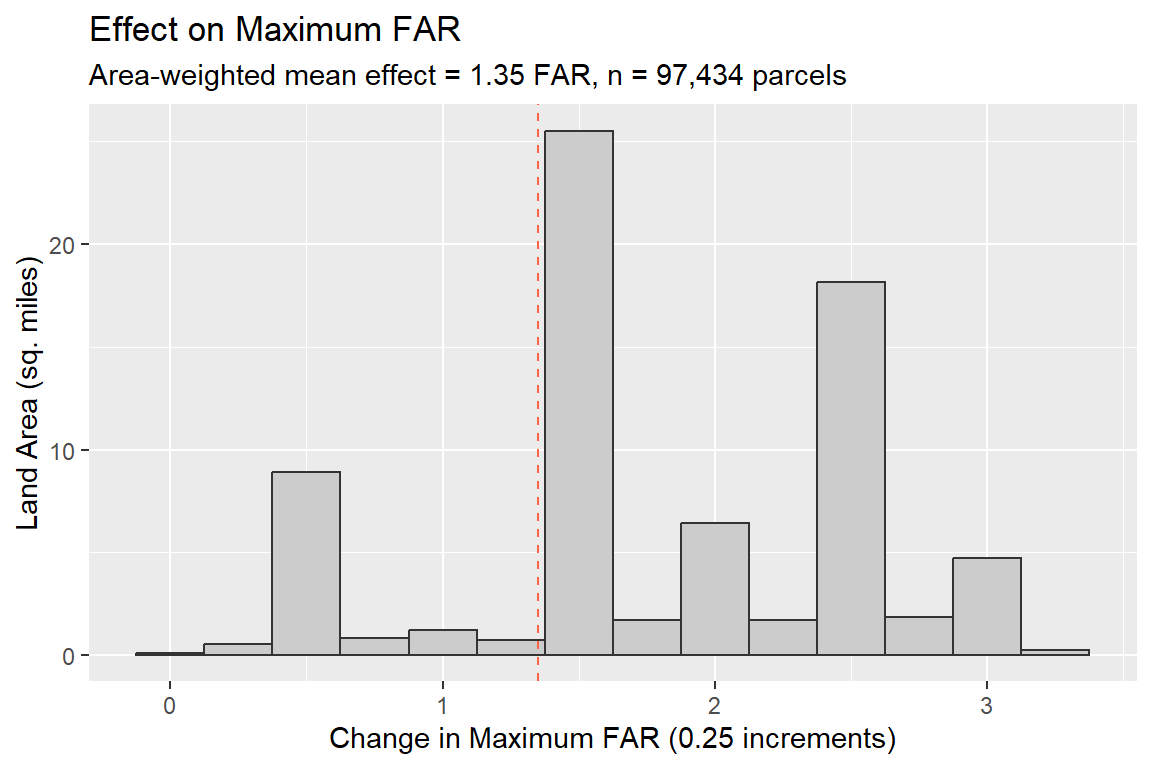 Effect on Maximum FAR
Area-weighted mean effect = 1.35 FAR, n = 97,434 parcels
Land Area (sq. miles)
20
10
0
0 1 2 3
Change in Maximum FAR (0.25 increments)